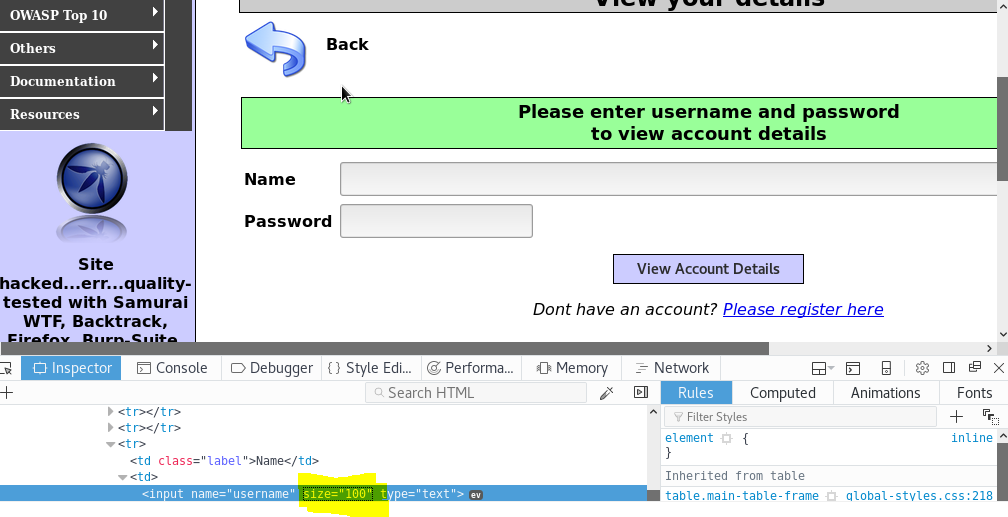 View your details
OWASP Top 10
Others
Documentation
Resources
Back
Please enter username and password
to view account details
Name
Password
View Account Details
Dont have an account? Please register here
Site
hacked...err...quality-
tested with Samurai
WTF, Backtrack,
Firefox, Burp-Suite,
Inspector
Console
Debugger
Style Edi...
Performa...
Memory
Network
Search HTML
Rules
Computed
Animations
Fonts
<tr></tr>
<tr></tr>
<tr>
<td class="label">Name</td>
<td>
<input name="username" size="100" type="text"> ev
Filter Styles
element { inline
}
Inherited from table
table.main-table-frame global-styles.css:218